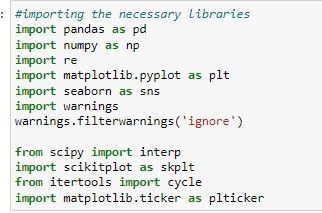 :
#importing the necessary libraries
import pandas as pd
import numpy as np
import re
import matplotlib.pyplot as plt
import seaborn as sns
import warnings
warnings.filterwarnings('ignore')
from scipy import interp
import scikitplot as skplt
from itertools import cycle
import matplotlib.ticker as plticker